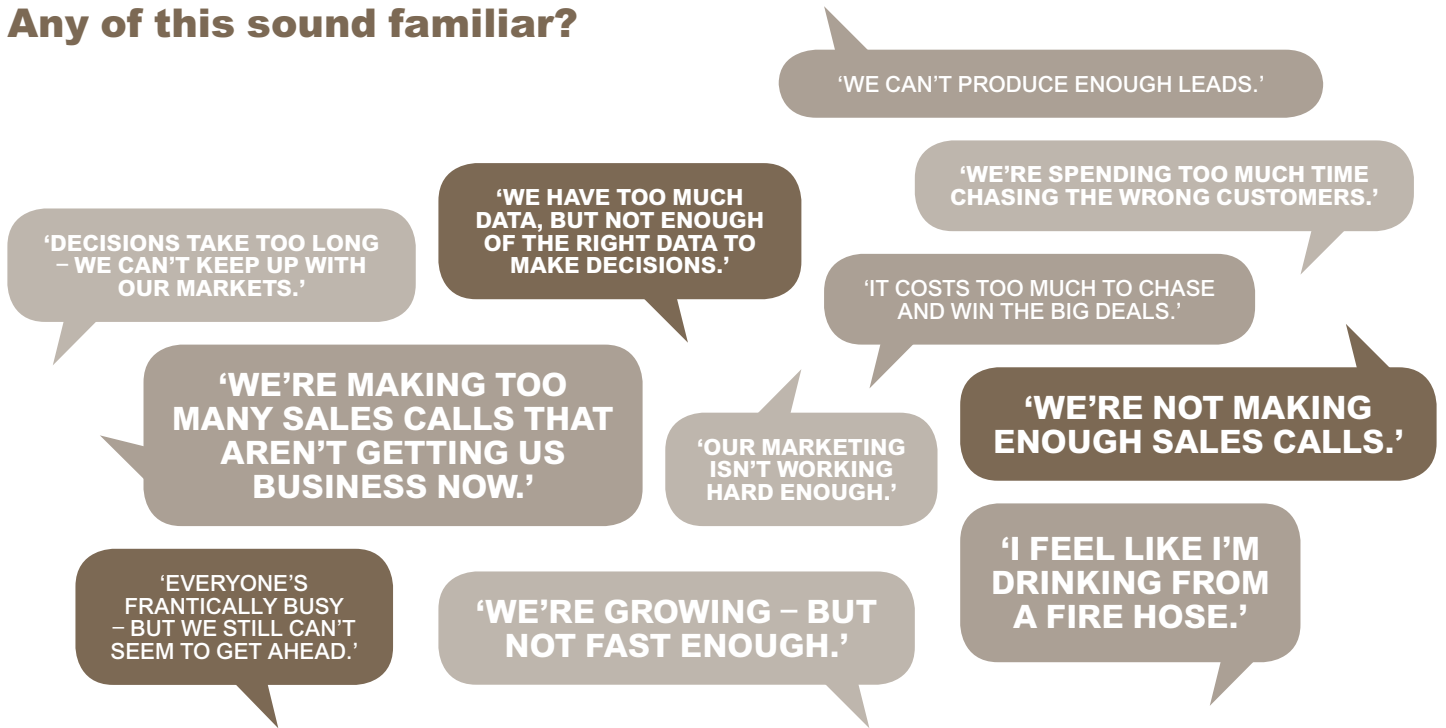 Any of this sound familiar?
‘WE CAN’T PRODUCE ENOUGH LEADS.’
‘WE’RE SPENDING TOO MUCH TIME
CHASING THE WRONG CUSTOMERS.’
‘WE HAVE TOO MUCH
DATA, BUT NOT ENOUGH
OF THE RIGHT DATA TO
MAKE DECISIONS.’
‘DECISIONS TAKE TOO LONG
– WE CAN’T KEEP UP WITH
OUR MARKETS.’
‘IT COSTS TOO MUCH TO CHASE
AND WIN THE BIG DEALS.’
‘WE’RE MAKING TOO
MANY SALES CALLS THAT
AREN’T GETTING US
BUSINESS NOW.’
‘OUR MARKETING
ISN’T WORKING
HARD ENOUGH.’
‘WE’RE NOT MAKING
ENOUGH SALES CALLS.’
‘I FEEL LIKE I’M
DRINKING FROM
A FIRE HOSE.’
‘EVERYONE’S
FRANTICALLY BUSY
– BUT WE STILL CAN’T
SEEM TO GET AHEAD.’
‘WE’RE GROWING – BUT
NOT FAST ENOUGH.’